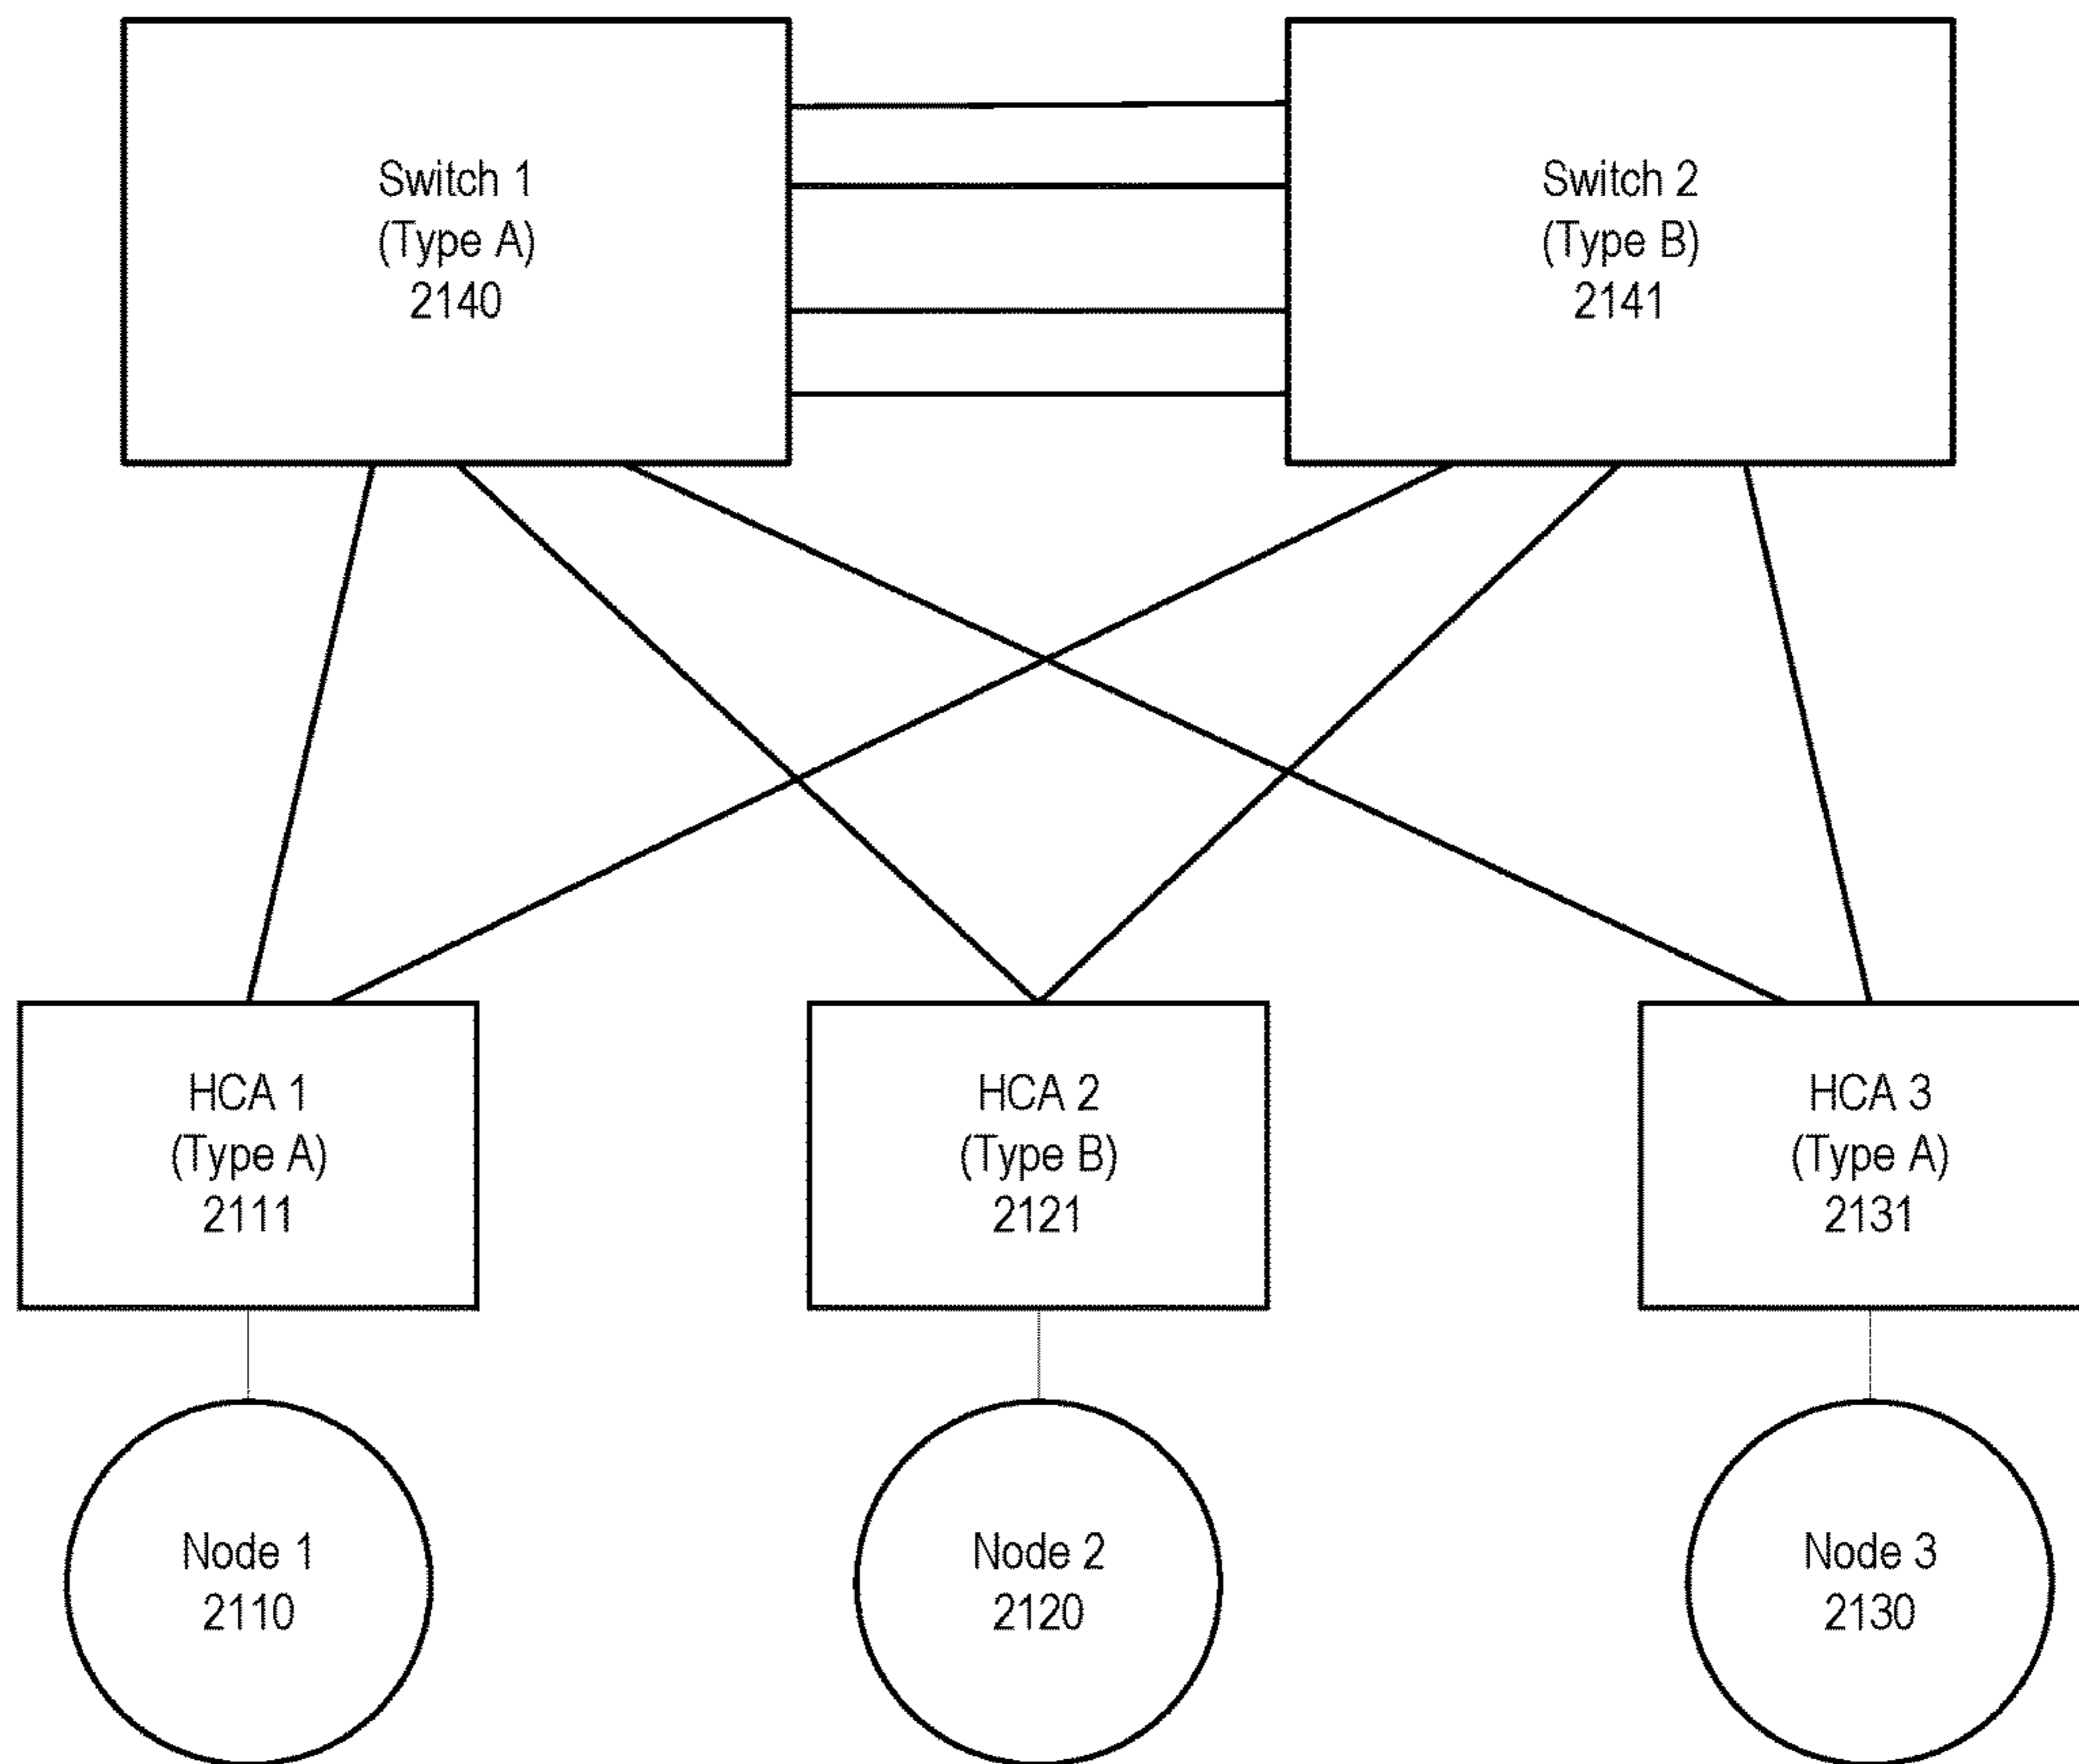 Switch 1
(Type A)
2140
Switch 2
(Type B)
2141
HCA 1
(Type A)
2111
HCA 2
(Type B)
2121
HCA 3
(Type A)
2131
Node 1
2110
Node 2
2120
Node 3
2130